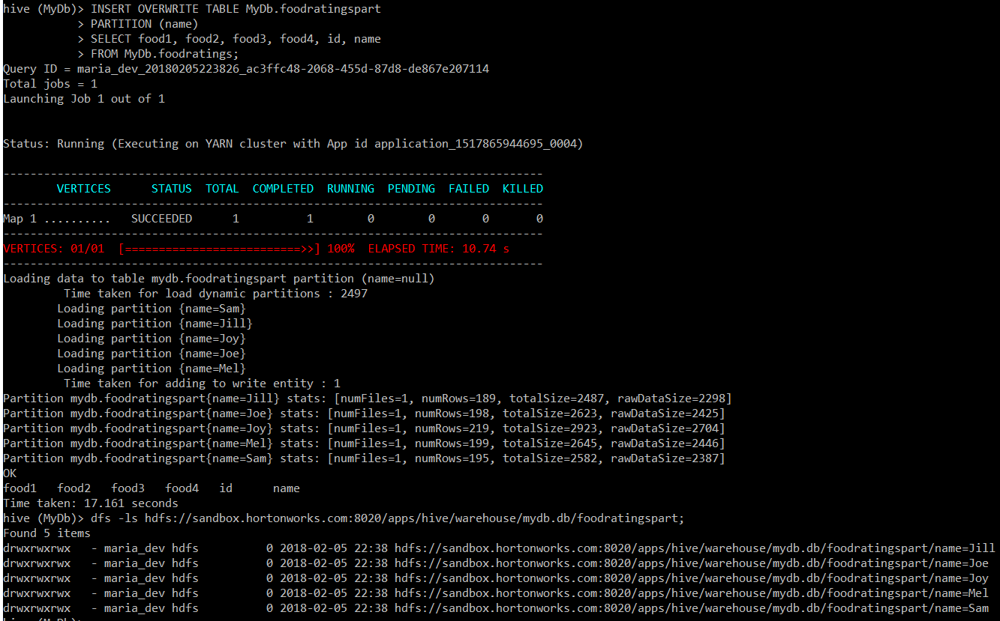 hive (MyDb)> INSERT OVERWRITE TABLE MyDb.foodratingspart
> PARTITION (name)
> SELECT food1, food2, food3, food4, id, name
> FROM MyDb.foodratings;
Query ID = maria_dev_20180205223826_ac3ffc48-2068-455d-87d8-de867e207114
Total jobs = 1
Launching Job 1 out of 1
Status: Running (Executing on YARN cluster with App id application_1517865944695_0004)
--------------------------------------------------------------------------------
VERTICES STATUS TOTAL COMPLETED RUNNING PENDING FAILED KILLED
--------------------------------------------------------------------------------
Map 1 .......... SUCCEEDED 1 1 0 0 0 0
--------------------------------------------------------------------------------
VERTICES: 01/01 [==========================>>] 100% ELAPSED TIME: 10.74 s
--------------------------------------------------------------------------------
Loading data to table mydb.foodratingspart partition (name=null)
Time taken for load dynamic partitions : 2497
Loading partition {name=Sam}
Loading partition {name=Jill}
Loading partition {name=Joy}
Loading partition {name=Joe}
Loading partition {name=Mel}
Time taken for adding to write entity : 1
Partition mydb.foodratingspart{name=Jill} stats: [numFiles=1, numRows=189, totalSize=2487, rawDataSize=2298]
Partition mydb.foodratingspart{name=Joe} stats: [numFiles=1, numRows=198, totalSize=2623, rawDataSize=2425]
Partition mydb.foodratingspart{name=Joy} stats: [numFiles=1, numRows=219, totalSize=2923, rawDataSize=2704]
Partition mydb.foodratingspart{name=Mel} stats: [numFiles=1, numRows=199, totalSize=2645, rawDataSize=2446]
Partition mydb.foodratingspart{name=Sam} stats: [numFiles=1, numRows=195, totalSize=2582, rawDataSize=2387]
OK
food1 food2 food3 food4 id name
Time taken: 17.161 seconds
hive (MyDb)> dfs -ls hdfs://sandbox.hortonworks.com:8020/apps/hive/warehouse/mydb.db/foodratingspart;
Found 5 items
drwxrwxrwx - maria_dev hdfs 0 2018-02-05 22:38 hdfs://sandbox.hortonworks.com:8020/apps/hive/warehouse/mydb.db/foodratingspart/name=Jill
drwxrwxrwx - maria_dev hdfs 0 2018-02-05 22:38 hdfs://sandbox.hortonworks.com:8020/apps/hive/warehouse/mydb.db/foodratingspart/name=Joe
drwxrwxrwx - maria_dev hdfs 0 2018-02-05 22:38 hdfs://sandbox.hortonworks.com:8020/apps/hive/warehouse/mydb.db/foodratingspart/name=Joy
drwxrwxrwx - maria_dev hdfs 0 2018-02-05 22:38 hdfs://sandbox.hortonworks.com:8020/apps/hive/warehouse/mydb.db/foodratingspart/name=Mel
drwxrwxrwx - maria_dev hdfs 0 2018-02-05 22:38 hdfs://sandbox.hortonworks.com:8020/apps/hive/warehouse/mydb.db/foodratingspart/name=Sam